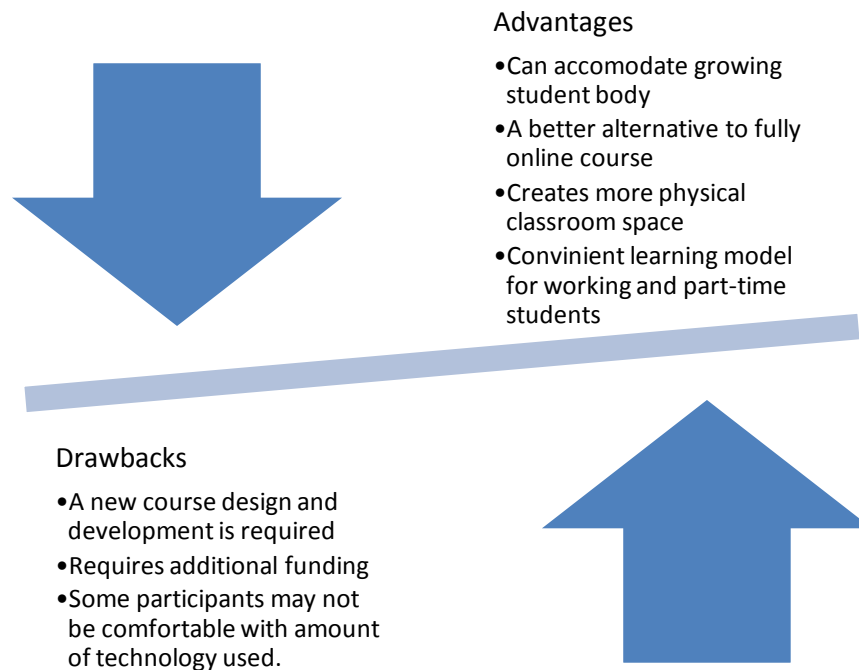 Advantages
•Can accomodate growing
student body
•A better alternative to fully
online course
•Creates more physical
classroom space
•Convinient learning model
for working and part-time
students
Drawbacks
•A new course design and
development is required
•Requires additional funding
•Some participants may not
be comfortable with amount
of technology used.